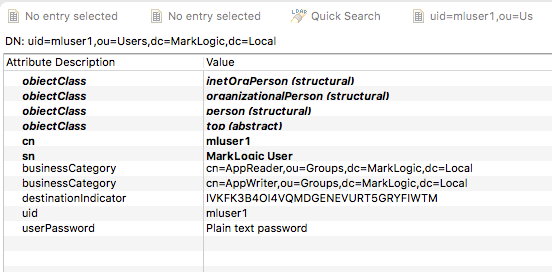 No entry selected No entry selected LDAP Quick Search uid=mluser1,ou=Us
DN: uid=mluser1,ou=Users,dc=MarkLogic,dc=Local
Attribute Description Value
objectClass inetOrgPerson (structural)
objectClass organizationalPerson (structural)
objectClass person (structural)
objectClass top (abstract)
cn mluser1
sn MarkLogic User
businessCategory cn=AppReader,ou=Groups,dc=MarkLogic,dc=Local
businessCategory cn=AppWriter,ou=Groups,dc=MarkLogic,dc=Local
destinationIndicator IVKFK3B4OI4VQMDGENEVURT5GRYFIWTM
uid mluser1
userPassword Plain text password